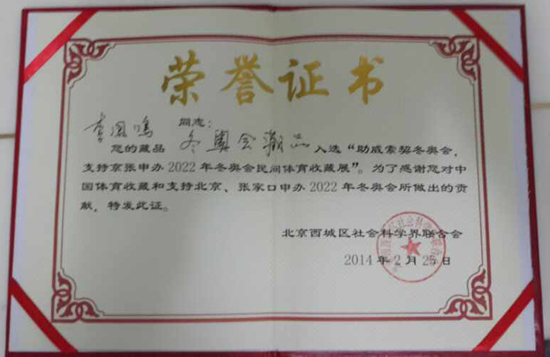 荣誉证书
同志：
您的藏品 冬奥会 品 入选“助威索契冬奥会，
支持京张申办2022年冬奥会民间体育收藏展”。为了感谢您对中
国体育收藏和支持北京、张家口申办2022年冬奥会所做出的贡
献，特发此证。
北京西城区社会科学界联合会
2014年2月25日